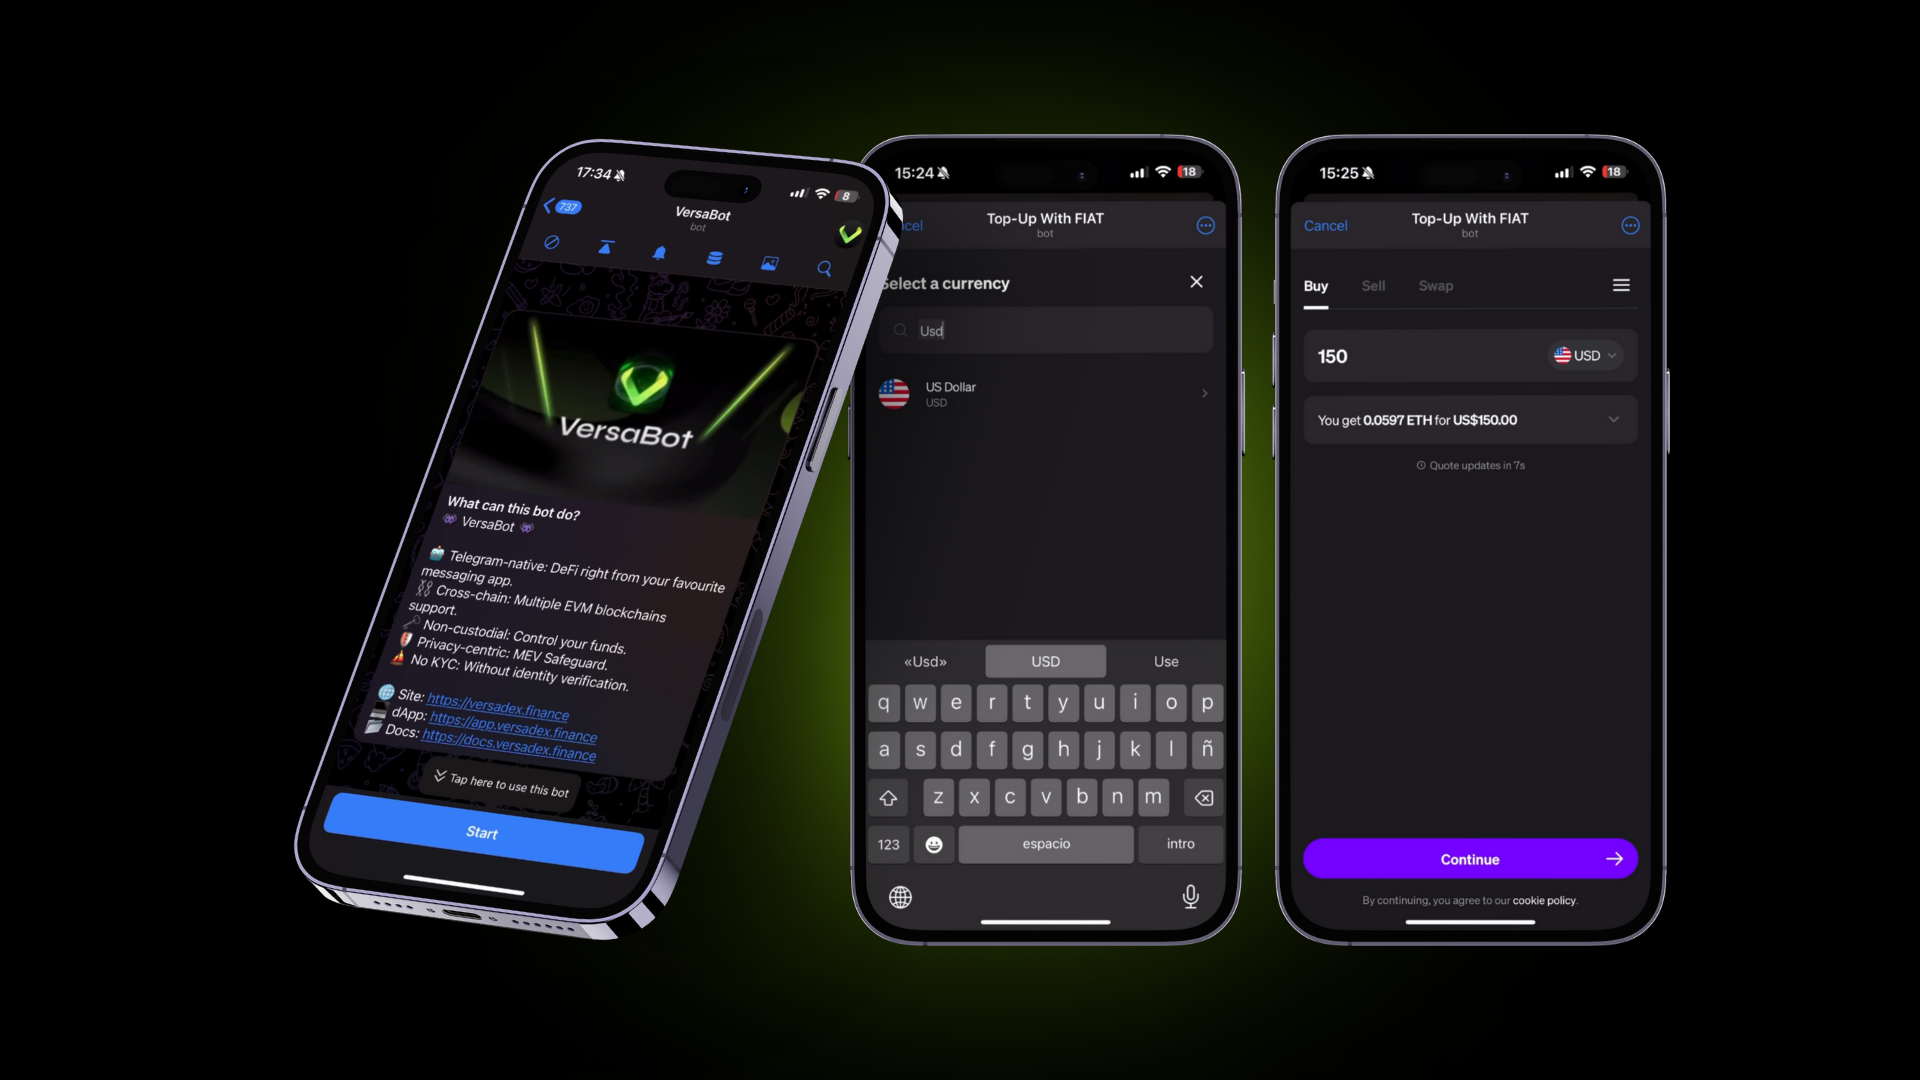 17:34
8
737
VersaBot
bot
VersaBot
What can this bot do?
VersaBot
Telegram-native: DeFi right from your favourite
messaging app.
Cross-chain: Multiple EVM blockchains
support.
Non-custodial: Control your funds.
Privacy-centric: MEV Safeguard.
No KYC: Without identity verification.
Site: https://versadex.finance
dApp: https://app.versadex.finance
Docs: https://docs.versadex.finance
Tap here to use this bot
Start
15:24
18
cel
Top-Up With FIAT
bot
Select a currency
Usd
US Dollar
USD
«Usd»
USD
Use
q w e r t y u i o p
a s d f g h j k l ñ
z x c v b n m
123
espacio
intro
15:25
18
Cancel
Top-Up With FIAT
bot
Buy
Sell
Swap
150
USD
You get 0.0597 ETH for US$150.00
Quote updates in 7s
Continue
By continuing, you agree to our cookie policy.